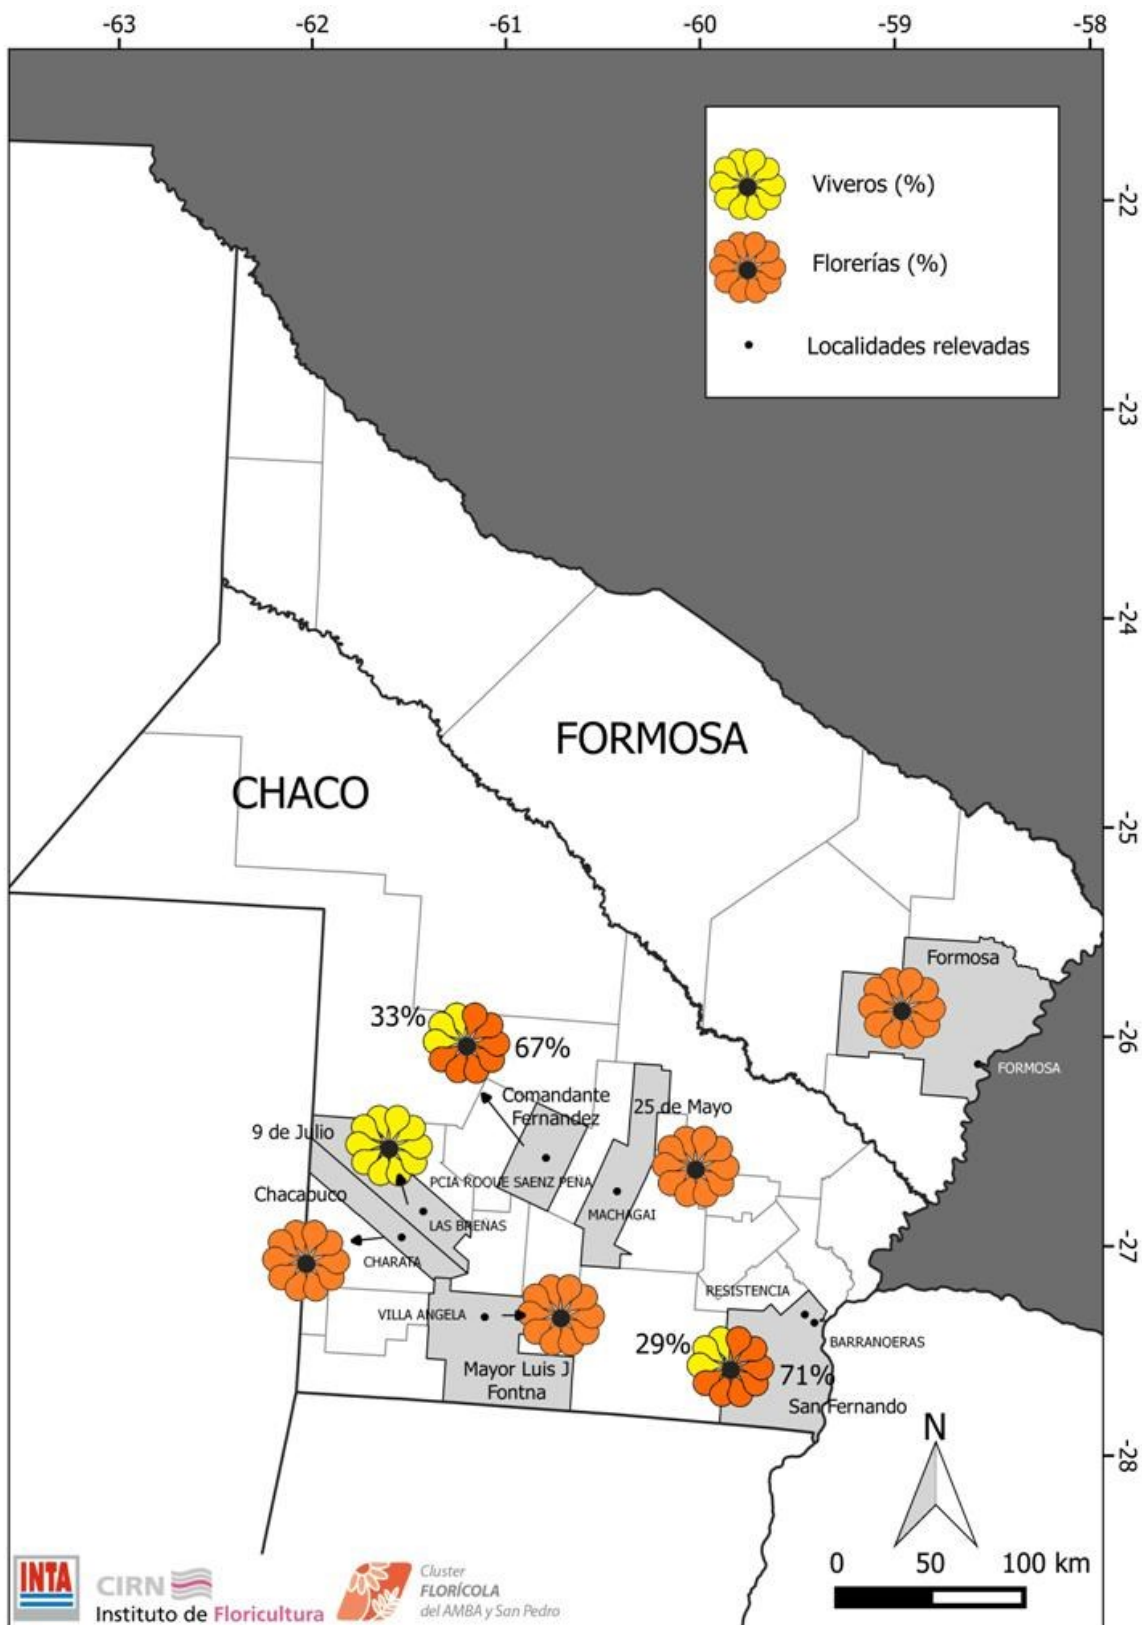 -63
-62
-61
-60
-59
-58
Viveros (%)
Florerías (%)
Localidades relevadas
-22
-23
-24
-25
-26
-27
-28
FORMOSA
CHACO
Formosa
FORMOSA
33%
67%
Comandante
Fernandez
25 de Mayo
9 de Julio
PCIA ROQUE SAENZ PEÑA
Chacabuco
MACHAGAI
LAS BREÑAS
CHARATA
RESISTENCIA
VILLA ANGELA
BARRANQERAS
29%
71%
Mayor Luis J
Fontna
San Fernando
N
0 50 100 km
INTA
CIRN
Instituto de Floricultura
Cluster
FLORÍCOLA
del AMBA y San Pedro